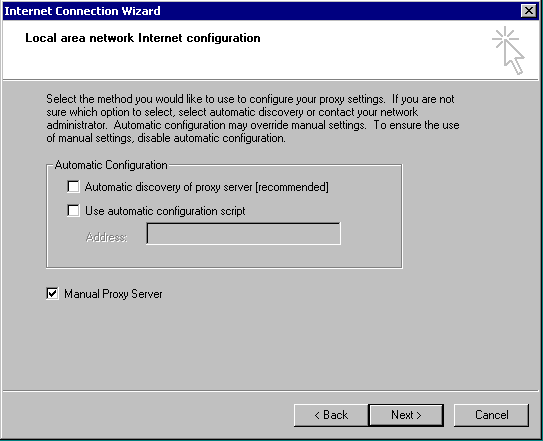 Internet Connection Wizard
Local area network Internet configuration
Select the method you would like to use to configure your proxy settings. If you are not
sure which option to select, select automatic discovery or contact your network
administrator. Automatic configuration may override manual settings. To ensure the use
of manual settings, disable automatic configuration.
Automatic Configuration
Automatic discovery of proxy server [recommended]
Use automatic configuration script
Address:
Manual Proxy Server
< Back
Next >
Cancel